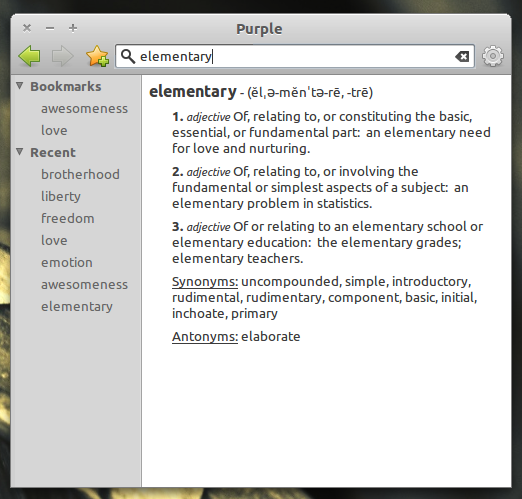 Purple
elementary
Bookmarks
awesomeness
love
Recent
brotherhood
liberty
freedom
love
emotion
awesomeness
elementary
elementary - (ĕl‚ə-mĕn'tə-rē, -trē)
1. adjective Of, relating to, or constituting the basic,
essential, or fundamental part: an elementary need
for love and nurturing.
2. adjective Of, relating to, or involving the
fundamental or simplest aspects of a subject: an
elementary problem in statistics.
3. adjective Of or relating to an elementary school or
elementary education: the elementary grades;
elementary teachers.
Synonyms: uncompounded, simple, introductory,
rudimental, rudimentary, component, basic, initial,
inchoate, primary
Antonyms: elaborate